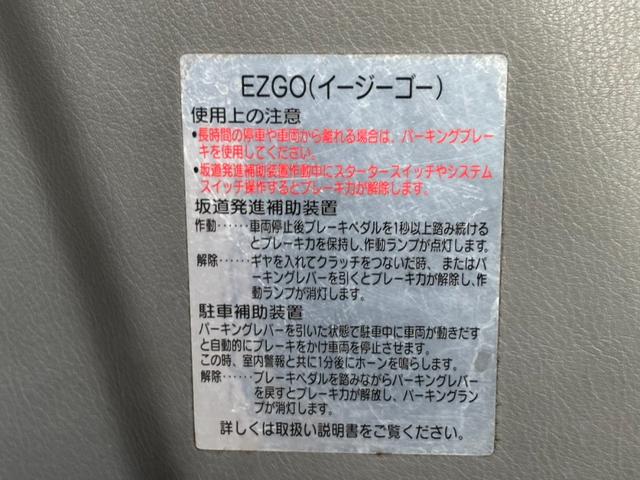 EZGO(イージーゴー)
使用上の注意
•長時間の停車や車両から離れる場合は、パーキングブレー
キを使用してください。
•坂道発進補助装置作動中にスタータースイッチやシステム
スイッチ操作するとブレーキ力が解除します。
坂道発進補助装置
作動……車両停止後ブレーキペダルを1秒以上踏み続ける
とブレーキ力を保持し、作動ランプが点灯します。
解除……ギヤを入れてクラッチをつないだ時、またはパ
ーキングレバーを引くとブレーキ力が解除し、作
動ランプが消灯します。
駐車補助装置
パーキングレバーを引いた状態で駐車中に車両が動きだす
と自動的にブレーキをかけ車両を停止させます。
この時、室内警報と共に1分後にホーンを鳴らします。
解除……ブレーキペダルを踏みながらパーキングレバー
を戻すとブレーキ力が解放し、パーキングラン
プが消灯します。
詳しくは取扱い説明書をご覧ください。